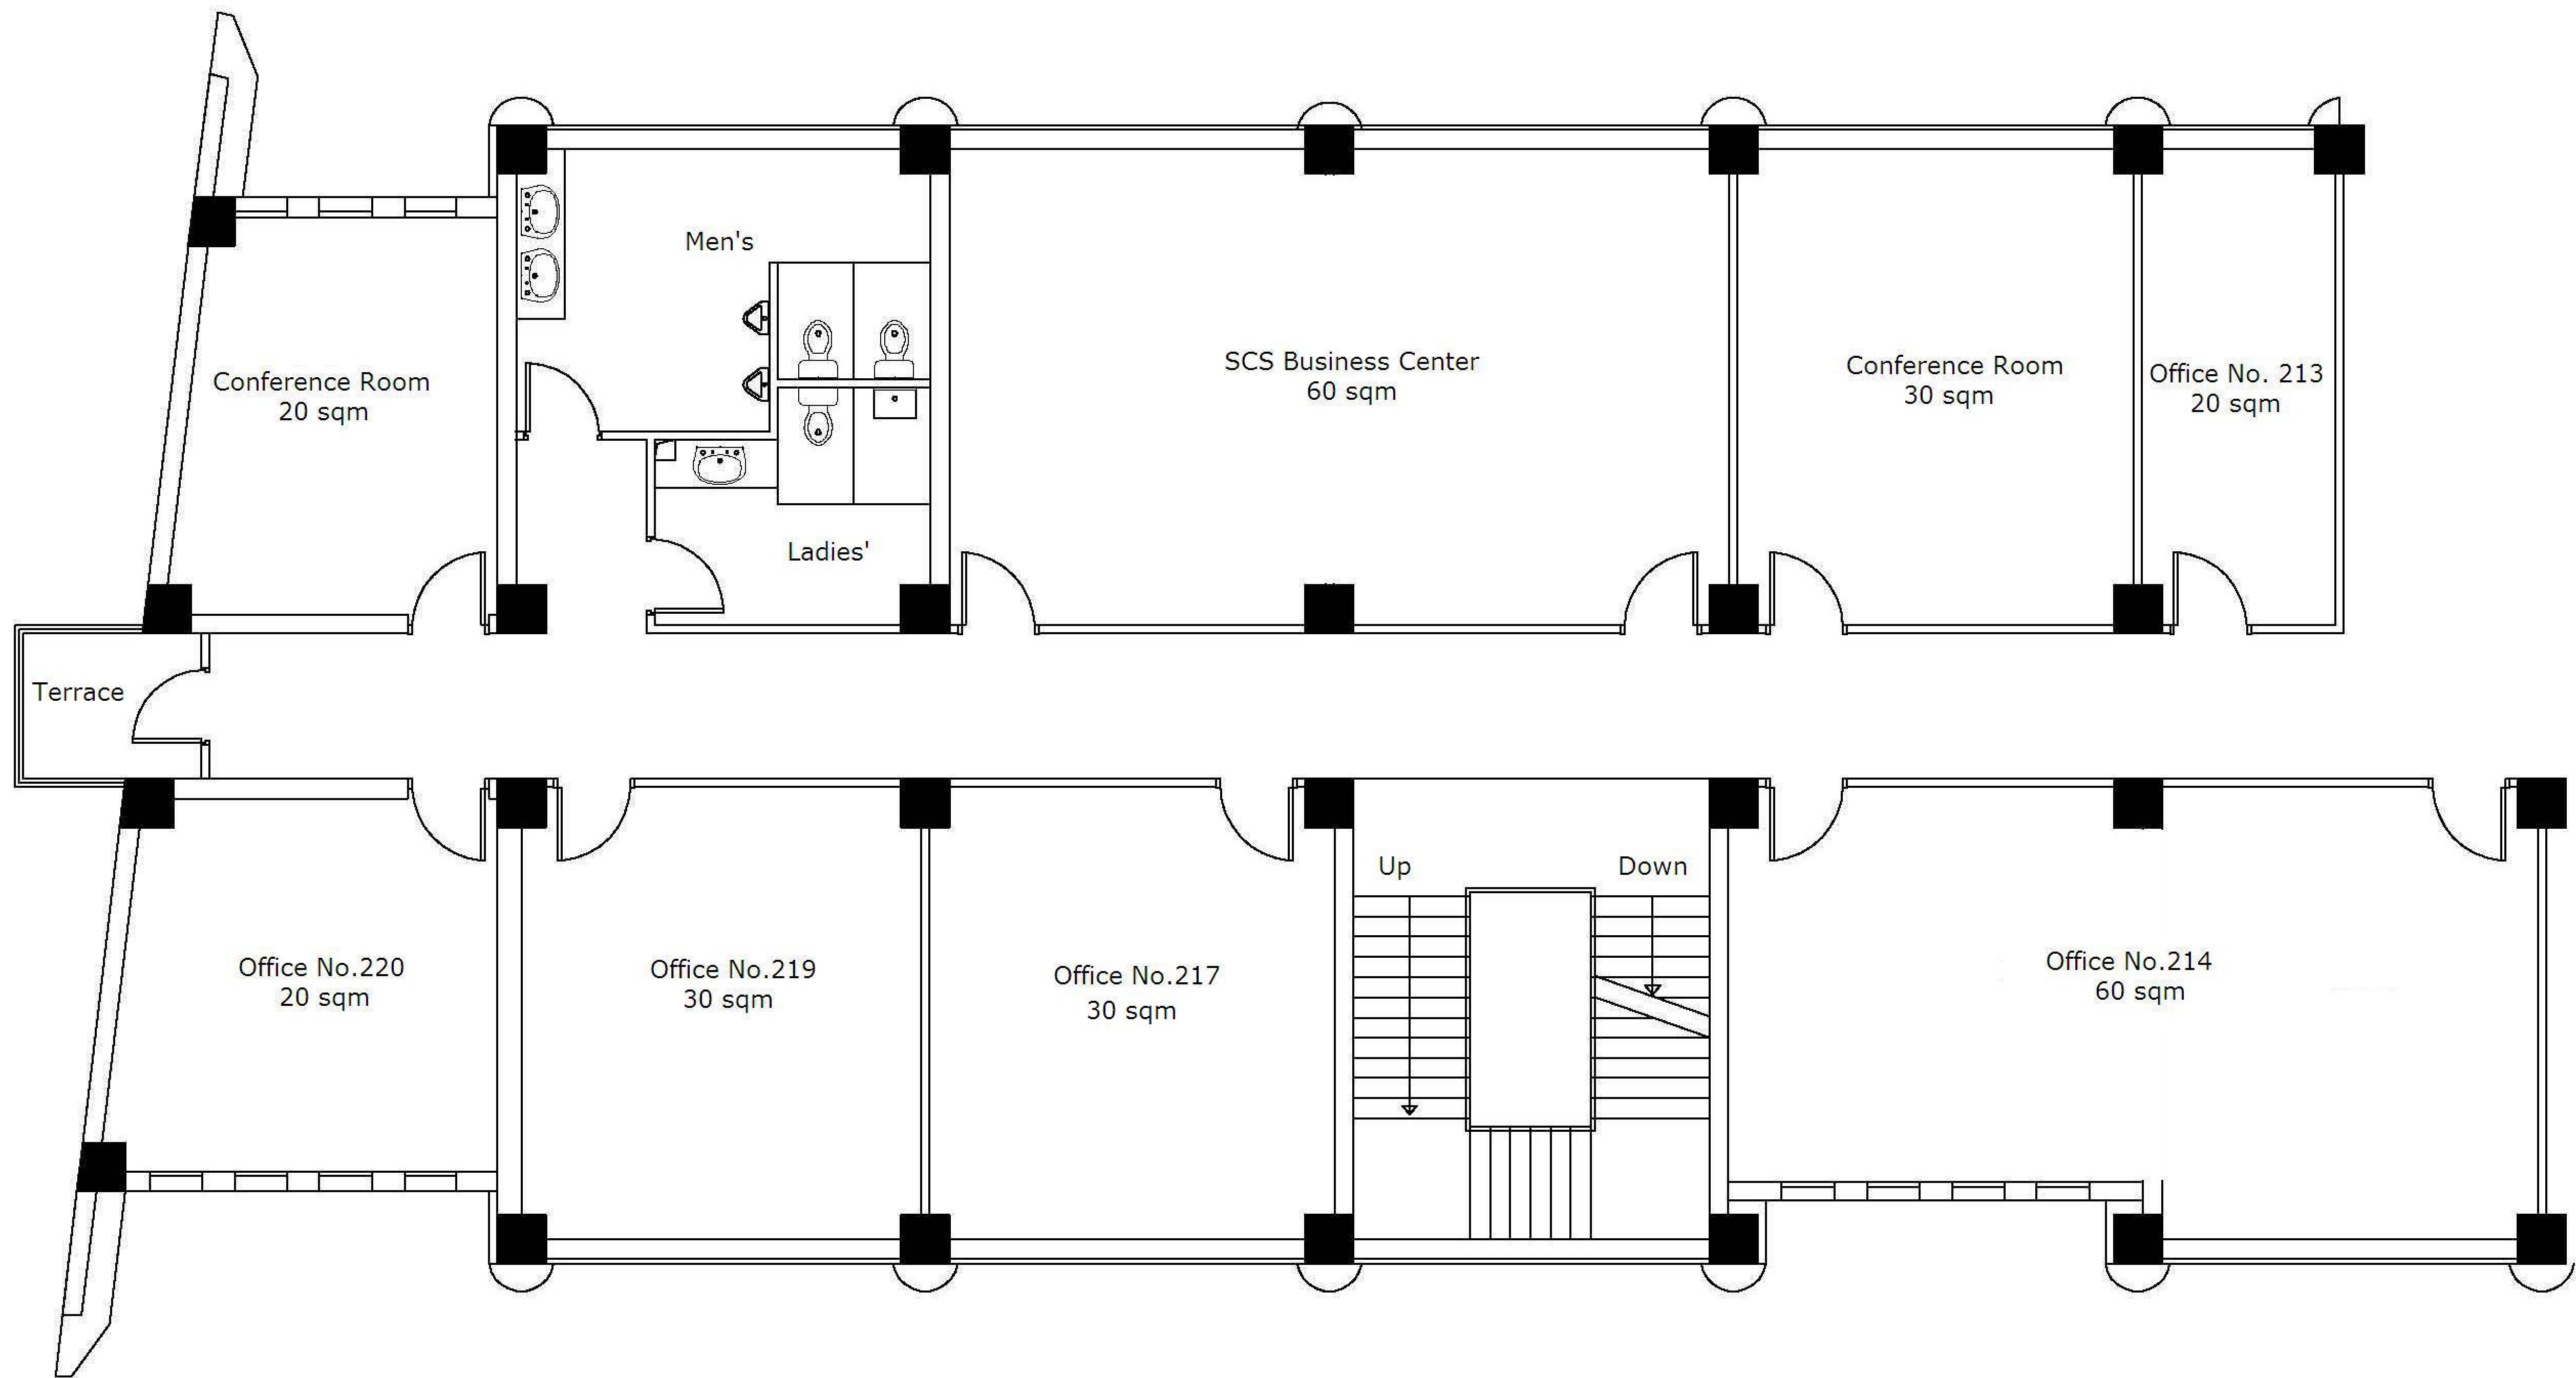 Men's
Conference Room
20 sqm
SCS Business Center
60 sqm
Conference Room
30 sqm
Office No. 213
20 sqm
Ladies'
Terrace
Up
Down
Office No.220
20 sqm
Office No.219
30 sqm
Office No.217
30 sqm
Office No.214
60 sqm